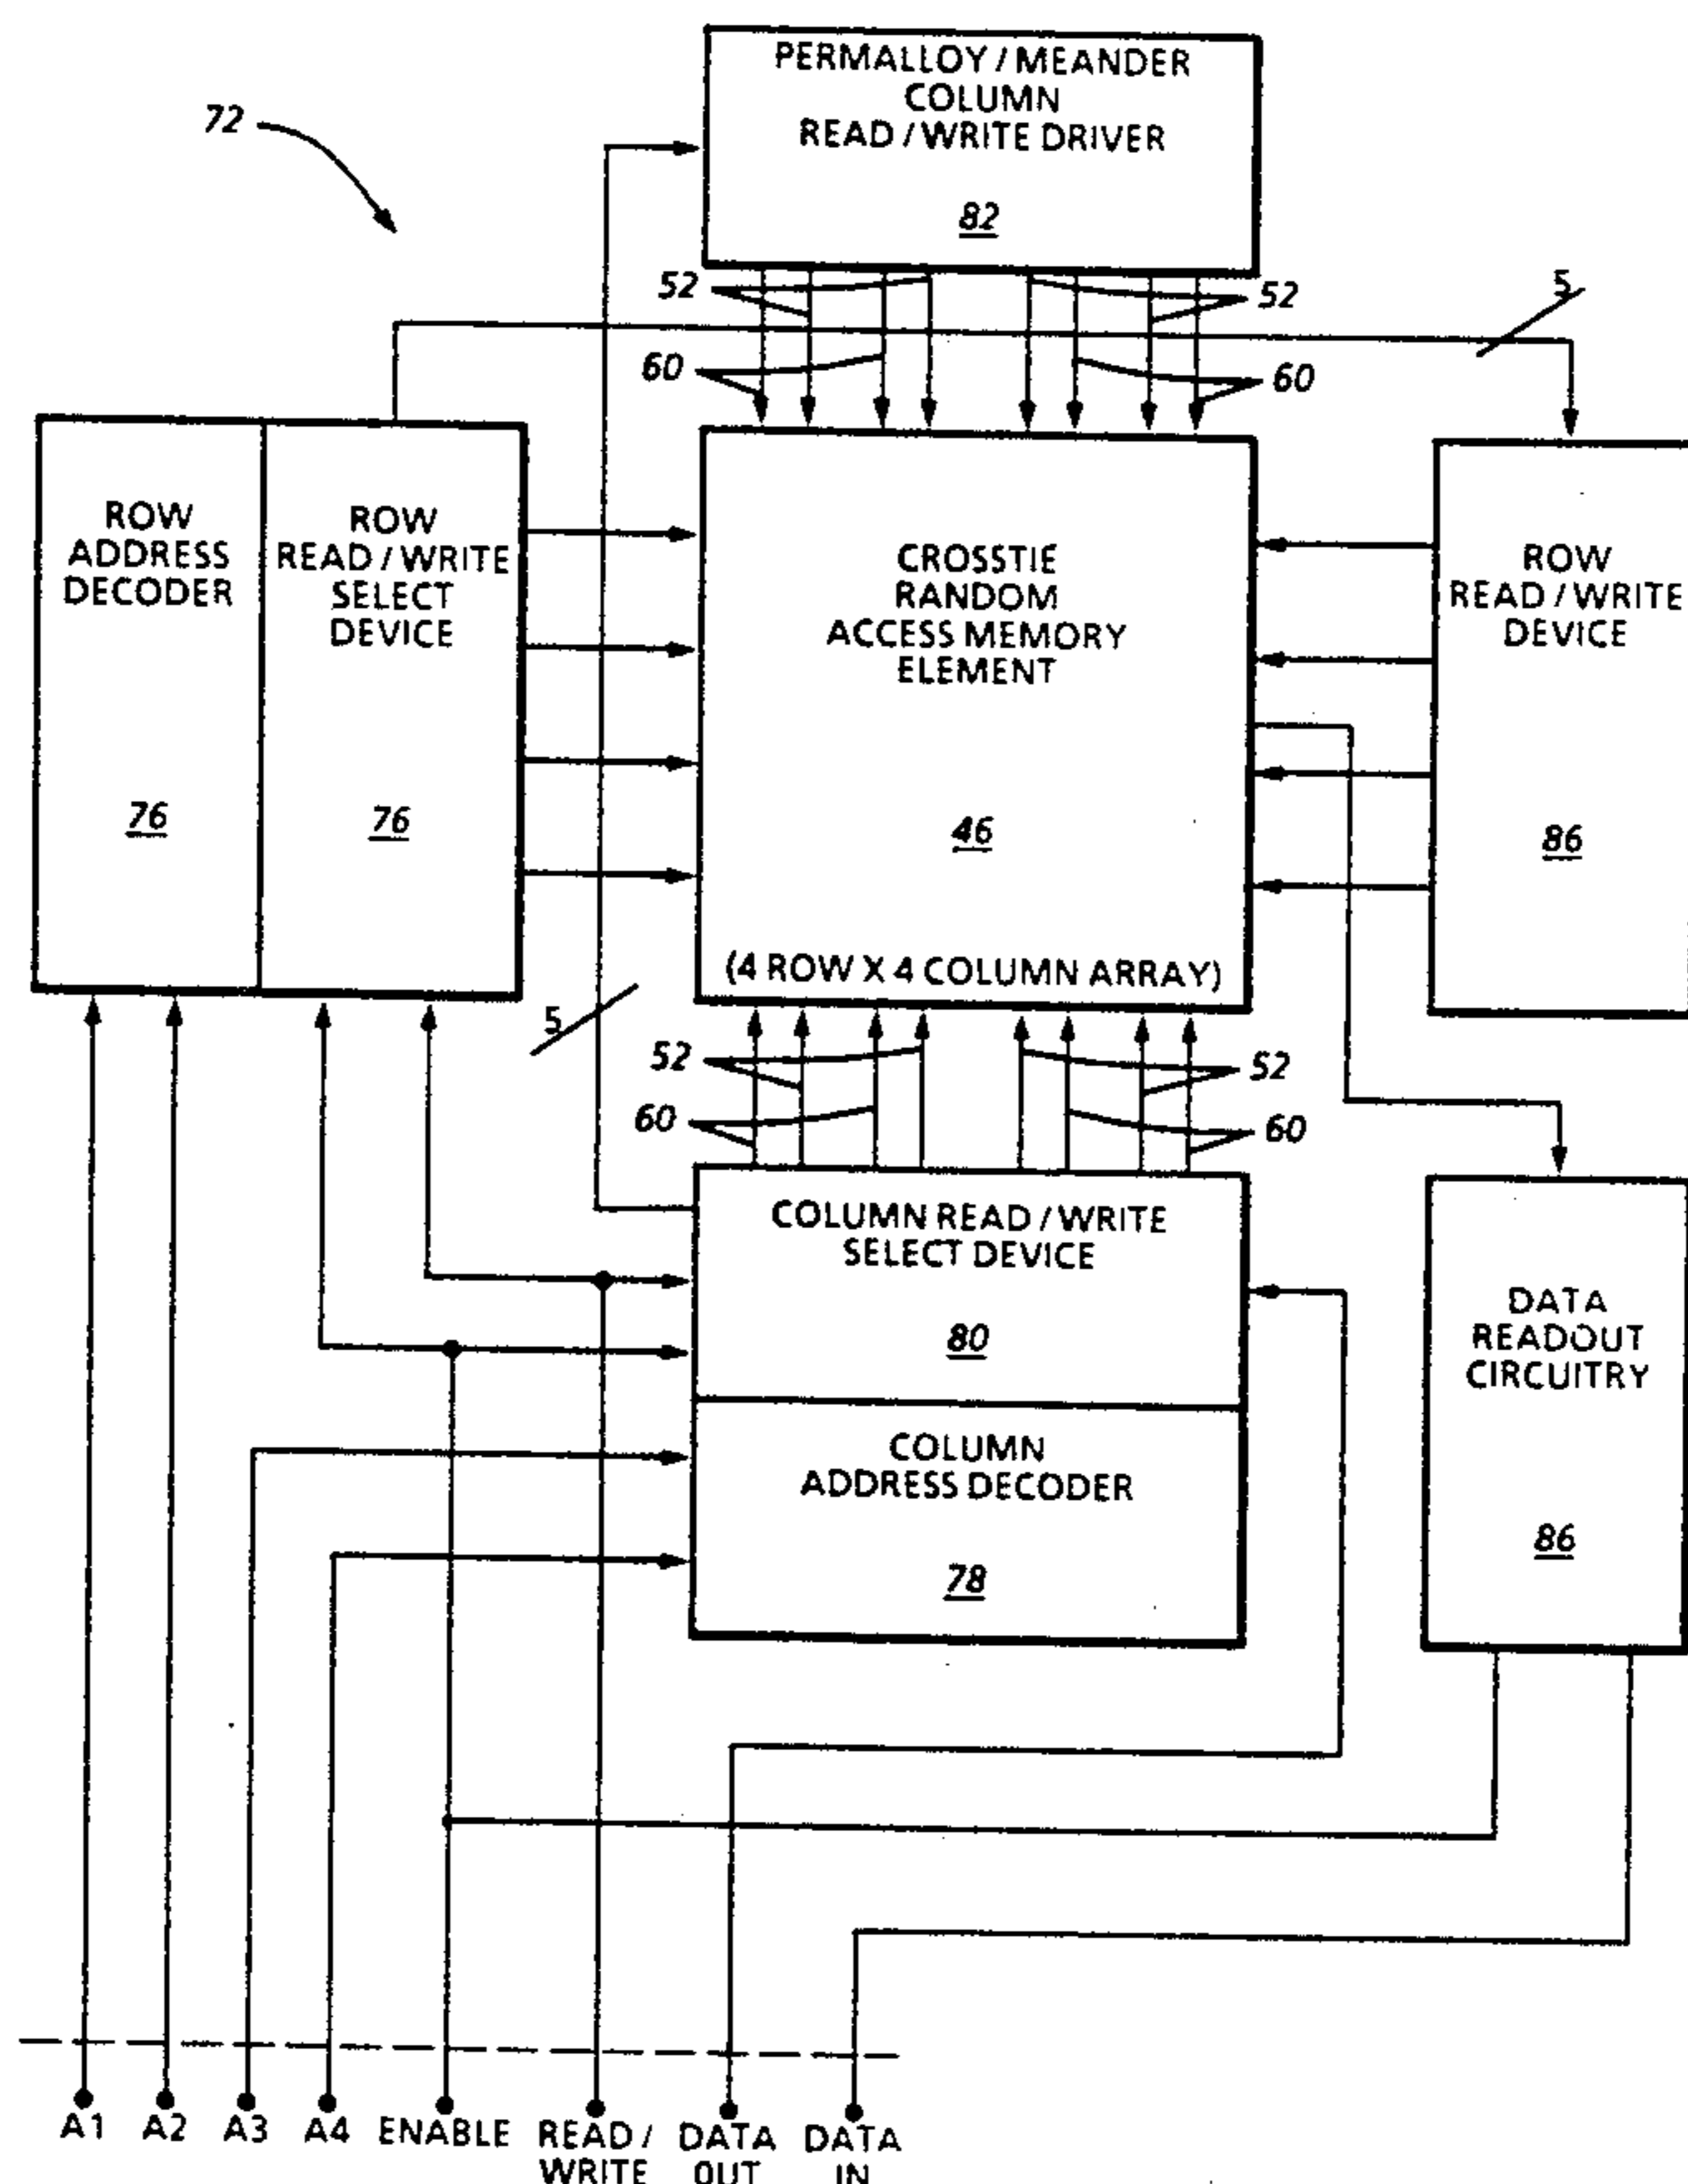 PERMALLOY / MEANDER
COLUMN
READ / WRITE DRIVER
82
72
52
52
5
60
60
ROW
ADDRESS
DECODER
76
ROW
READ / WRITE
SELECT
DEVICE
76
CROSSTIE
RANDOM
ACCESS MEMORY
ELEMENT
46
(4 ROW X 4 COLUMN ARRAY)
ROW
READ / WRITE
DEVICE
86
5
52
52
60
60
COLUMN READ / WRITE
SELECT DEVICE
80
COLUMN
ADDRESS DECODER
78
DATA
READOUT
CIRCUITRY
86
A1
A2
A3
A4
ENABLE
READ /
WRITE
DATA
OUT
DATA
IN